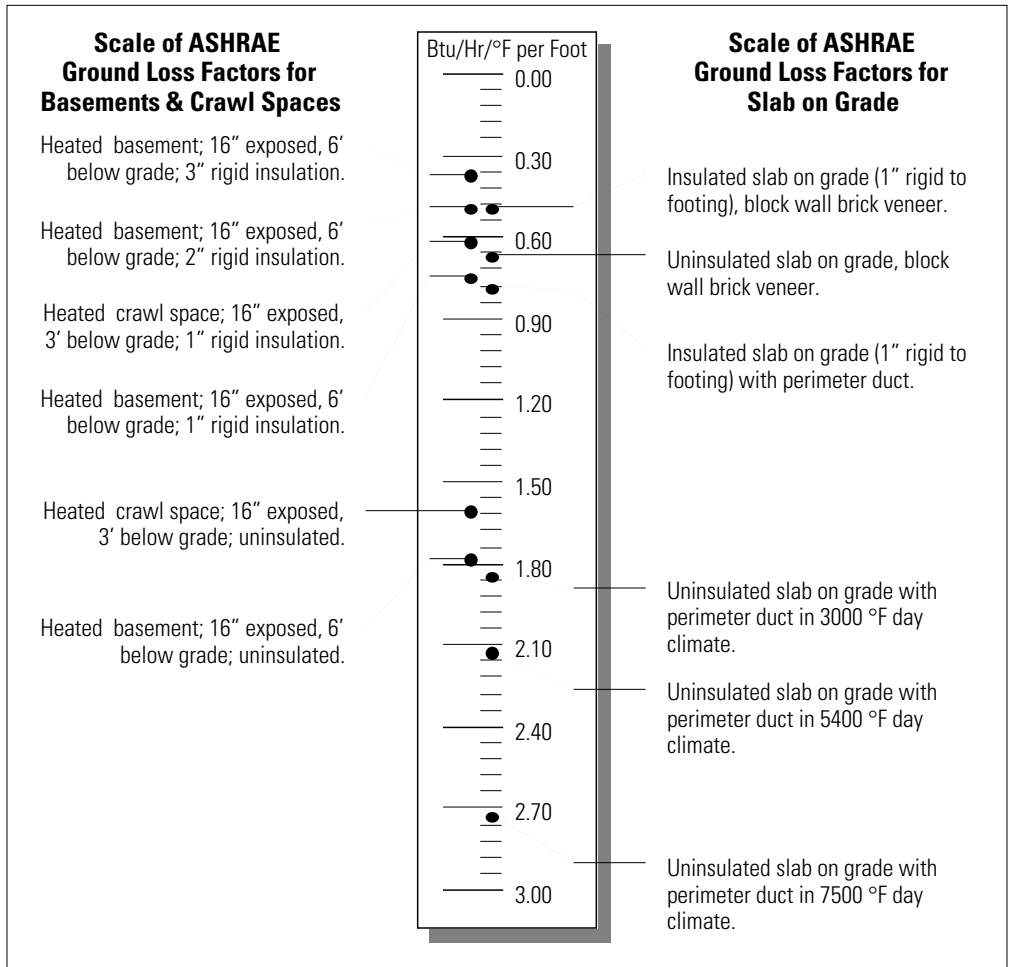 Scale of ASHRAE
Ground Loss Factors for
Basements & Crawl Spaces
Heated basement; 16" exposed, 6'
below grade; 3" rigid insulation.
Heated basement; 16" exposed, 6'
below grade; 2" rigid insulation.
Heated crawl space; 16" exposed,
3' below grade; 1" rigid insulation.
Heated basement; 16" exposed, 6'
below grade; 1" rigid insulation.
Heated crawl space; 16" exposed,
3' below grade; uninsulated.
Heated basement; 16" exposed, 6'
below grade; uninsulated.
Btu/Hr/°F per Foot
0.00
0.30
0.60
0.90
1.20
1.50
1.80
2.10
2.40
2.70
3.00
Scale of ASHRAE
Ground Loss Factors for
Slab on Grade
Insulated slab on grade (1" rigid to
footing), block wall brick veneer.
Uninsulated slab on grade, block
wall brick veneer.
Insulated slab on grade (1" rigid to
footing) with perimeter duct.
Uninsulated slab on grade with
perimeter duct in 3000 °F day
climate.
Uninsulated slab on grade with
perimeter duct in 5400 °F day
climate.
Uninsulated slab on grade with
perimeter duct in 7500 °F day
climate.